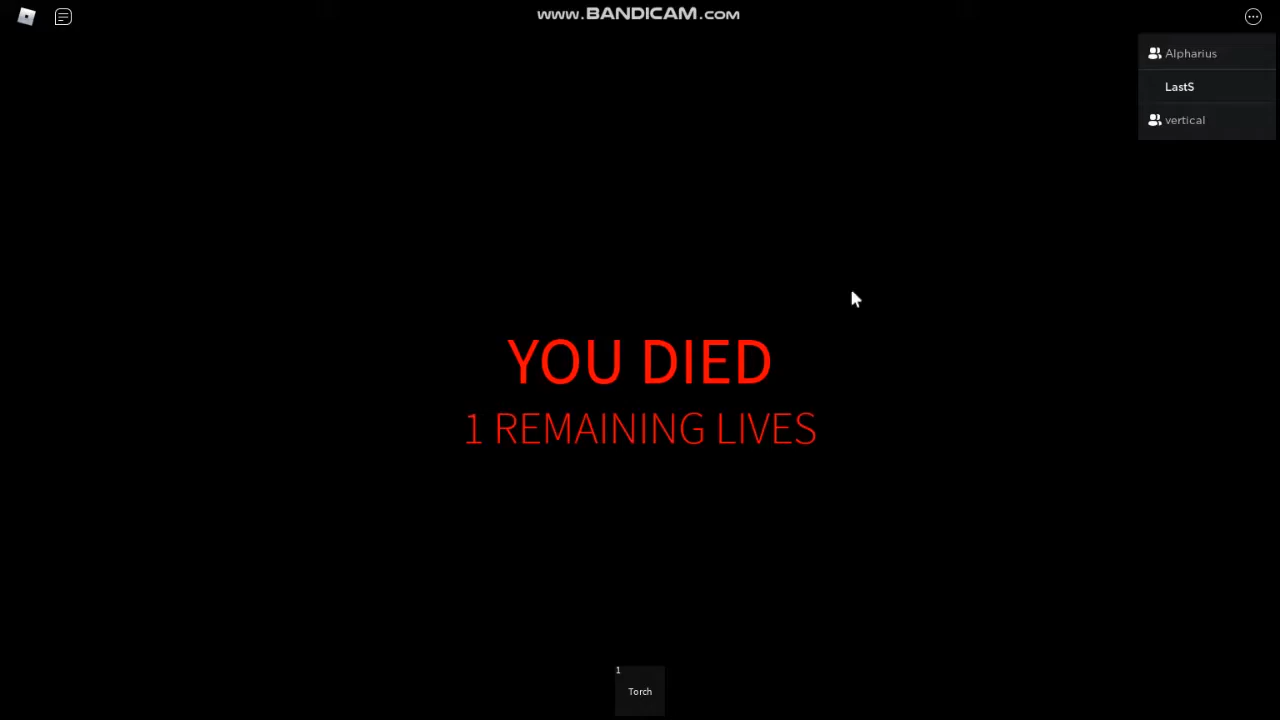 www.BANDICAM.com
Alpharius
LastS
vertical
YOU DIED
1 REMAINING LIVES
1
Torch